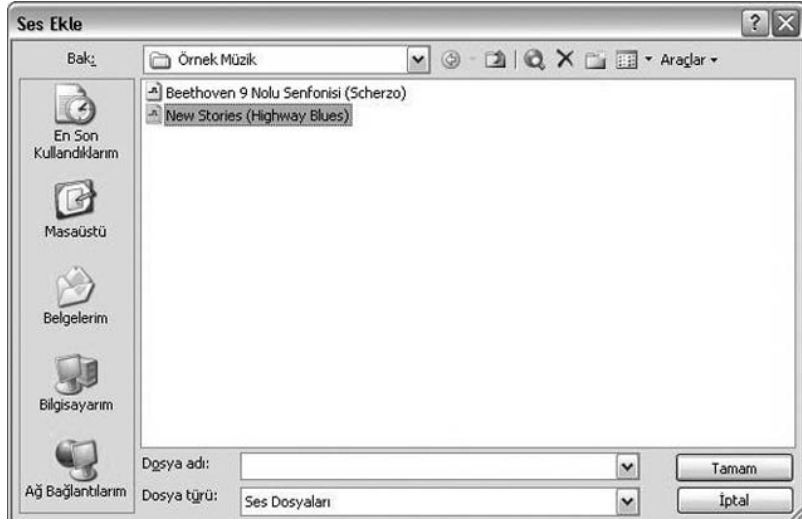 Ses Ekle
Bak:
Örnek Müzik
Araçlar
Beethoven 9 Nolu Senfonisi (Scherzo)
New Stories (Highway Blues)
En Son
Kullandıklarım
Masaüstü
Belgelerim
Bilgisayarım
Ağ Bağlantılarım
Dosya adı:
Tamam
Dosya türü:
Ses Dosyaları
İptal